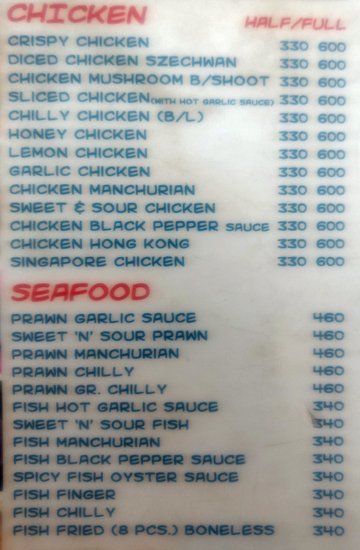 CHICKEN HALF/FULL
CRISPY CHICKEN 330 600
DICED CHICKEN SZECHWAN 330 600
CHICKEN MUSHROOM B/SHOOT 330 600
SLICED CHICKEN (WITH HOT GARLIC SAUCE) 330 600
CHILLY CHICKEN (B/L) 330 600
HONEY CHICKEN 330 600
LEMON CHICKEN 330 600
GARLIC CHICKEN 330 600
CHICKEN MANCHURIAN 330 600
SWEET & SOUR CHICKEN 330 600
CHICKEN BLACK PEPPER SAUCE 330 600
CHICKEN HONG KONG 330 600
SINGAPORE CHICKEN 330 600
SEAFOOD
PRAWN GARLIC SAUCE 460
SWEET 'N' SOUR PRAWN 460
PRAWN MANCHURIAN 460
PRAWN CHILLY 460
PRAWN GR. CHILLY 460
FISH HOT GARLIC SAUCE 340
SWEET 'N' SOUR FISH 340
FISH MANCHURIAN 340
FISH BLACK PEPPER SAUCE 340
SPICY FISH OYSTER SAUCE 340
FISH FINGER 340
FISH CHILLY 340
FISH FRIED (8 PCS.) BONELESS 340